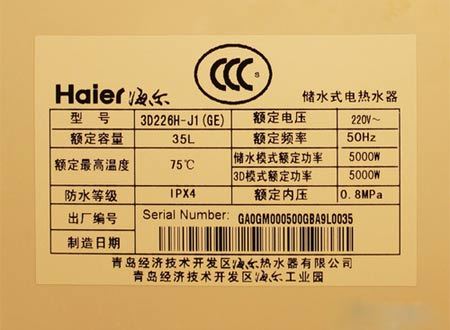 CCC S
Haier 海尔 储水式电热水器
型号 3D226H-J1(GE) 额定电压 220V~
额定容量 35L 额定频率 50Hz
额定最高温度 75℃ 储水模式额定功率 5000W
3D模式额定功率 5000W
防水等级 IPX4 额定内压 0.8MPa
出厂编号 Serial Number: GA0GM000500GBA9L0035
制造日期
青岛经济技术开发区海尔热水器有限公司
青岛经济技术开发区海尔工业园